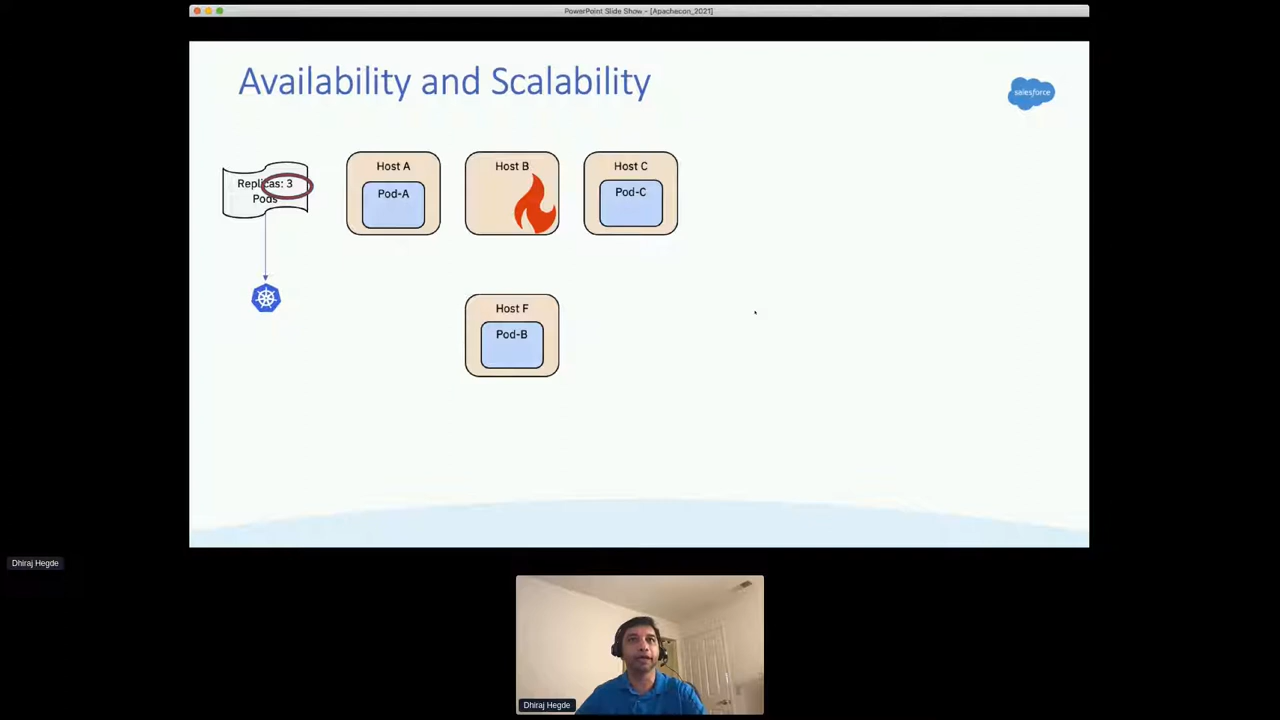 PowerPoint Slide Show - [Apachecon_2021]
Availability and Scalability
salesforce
Replicas: 3
Pods
Host A
Pod-A
Host B
Host C
Pod-C
Host F
Pod-B
Dhiraj Hegde
Dhiraj Hegde